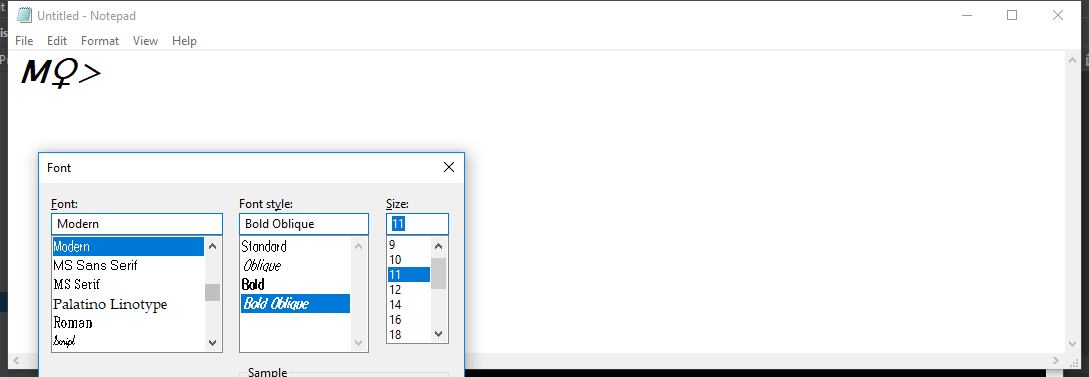 Untitled - Notepad
File Edit Format View Help
M♀>
Font
Font: Font style: Size:
Modern Bold Oblique 11
Modern Standard 9
MS Sans Serif Oblique 10
MS Serif Bold 11
Palatino Linotype Bold Oblique 12
Roman 14
Script 16
18
Sample